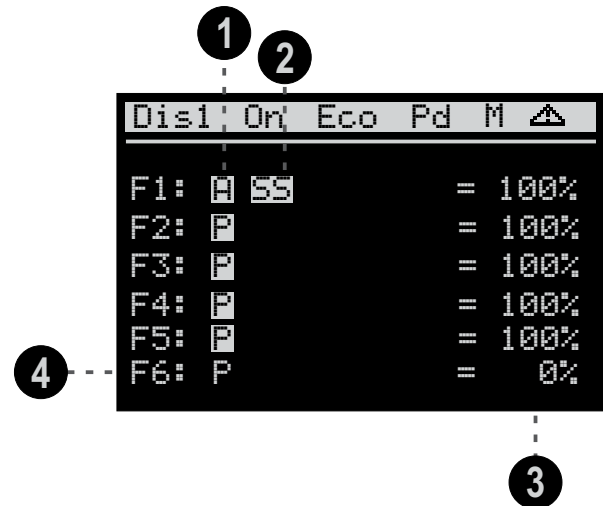 1
2
Dis1 On Eco Pd M
F1: A SS = 100%
F2: P = 100%
F3: P = 100%
F4: P = 100%
F5: P = 100%
4
F6: P = 0%
3